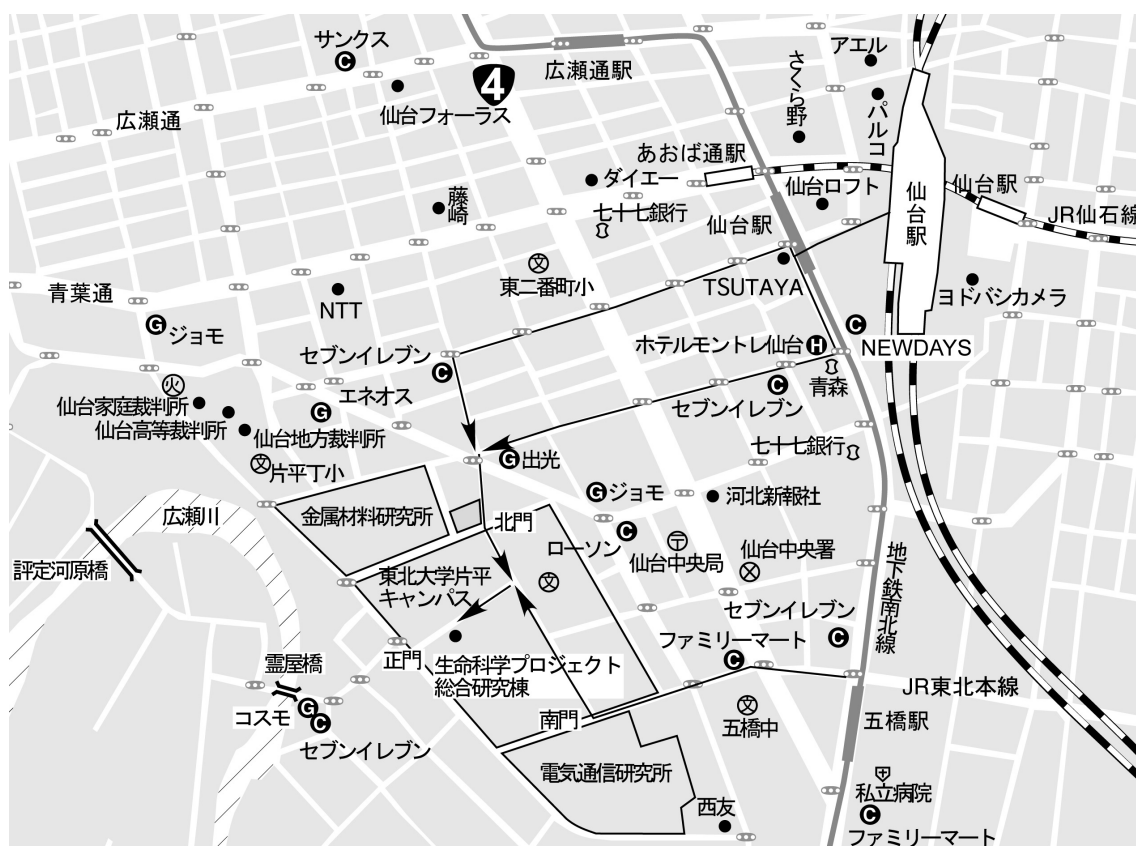 サンクス
C
4
広瀬通駅
アエル
さくら野
仙台フォーラス
パルコ
広瀬通
あおば通駅
ダイエー
仙台ロフト
仙台駅
仙台駅
JR仙石線
藤崎
七十七銀行
仙台駅
文
東二番町小
TSUTAYA
青葉通
NTT
ヨドバシカメラ
G
ジョモ
C
NEWDAYS
ホテルモントレ仙台
H
セブンイレブン
C
青森
エネオス
G
C
セブンイレブン
火
仙台家庭裁判所
仙台高等裁判所
仙台地方裁判所
七十七銀行
文
片平丁小
G
出光
G
ジョモ
河北新報社
広瀬川
金属材料研究所
北門
C
ローソン
〒
仙台中央局
仙台中央署
地下鉄南北線
評定河原橋
東北大学片平
キャンパス
文
セブンイレブン
C
ファミリーマート
C
正門
生命科学プロジェクト
総合研究棟
霊屋橋
JR東北本線
コスモ
G
C
セブンイレブン
南門
文
五橋中
五橋駅
電気通信研究所
西友
私立病院
C
ファミリーマート